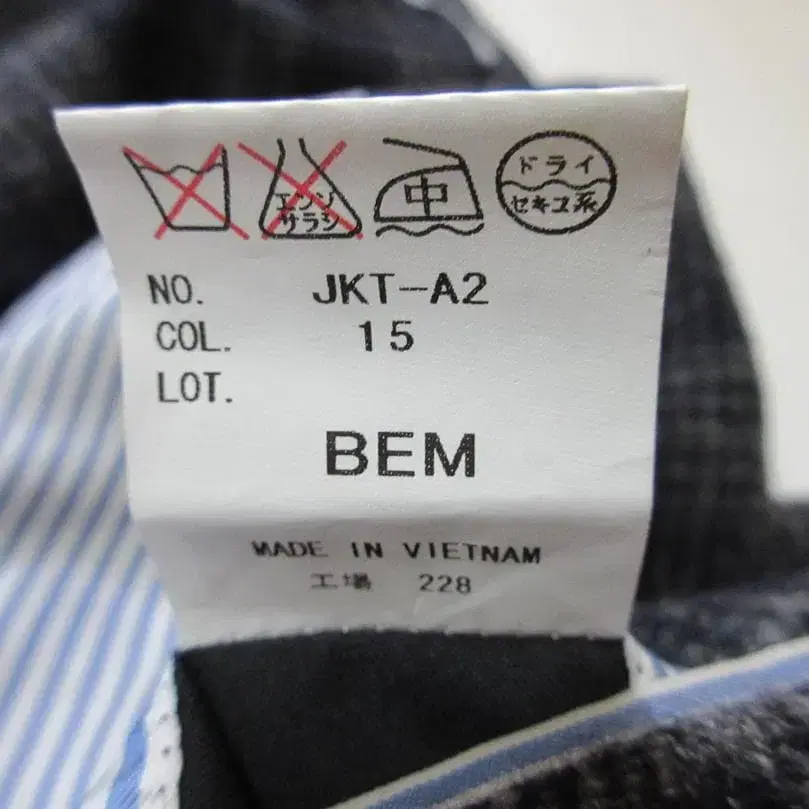 エンソ
サラシ
中
ドライ
セキユ系
NO. JKT-A2
COL. 15
LOT.
BEM
MADE IN VIETNAM
工場 228